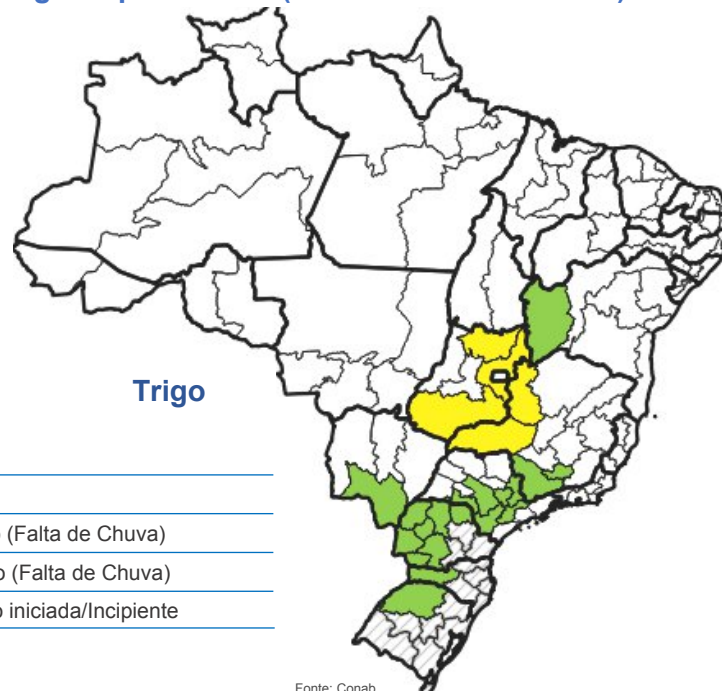 Trigo
(Falta de Chuva)
(Falta de Chuva)
iniciada/Incipiente
Fonte: Conab